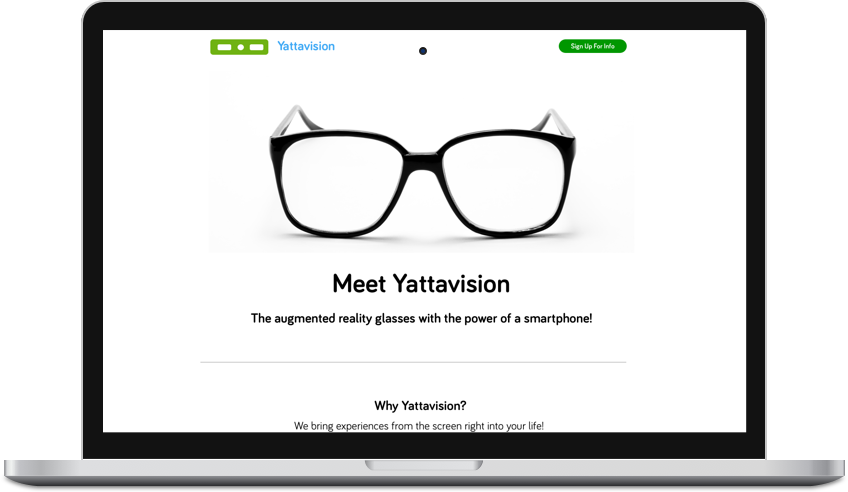 Yattavision
Sign Up For Info
Meet Yattavision
The augmented reality glasses with the power of a smartphone!
Why Yattavision?
We bring experiences from the screen right into your life!